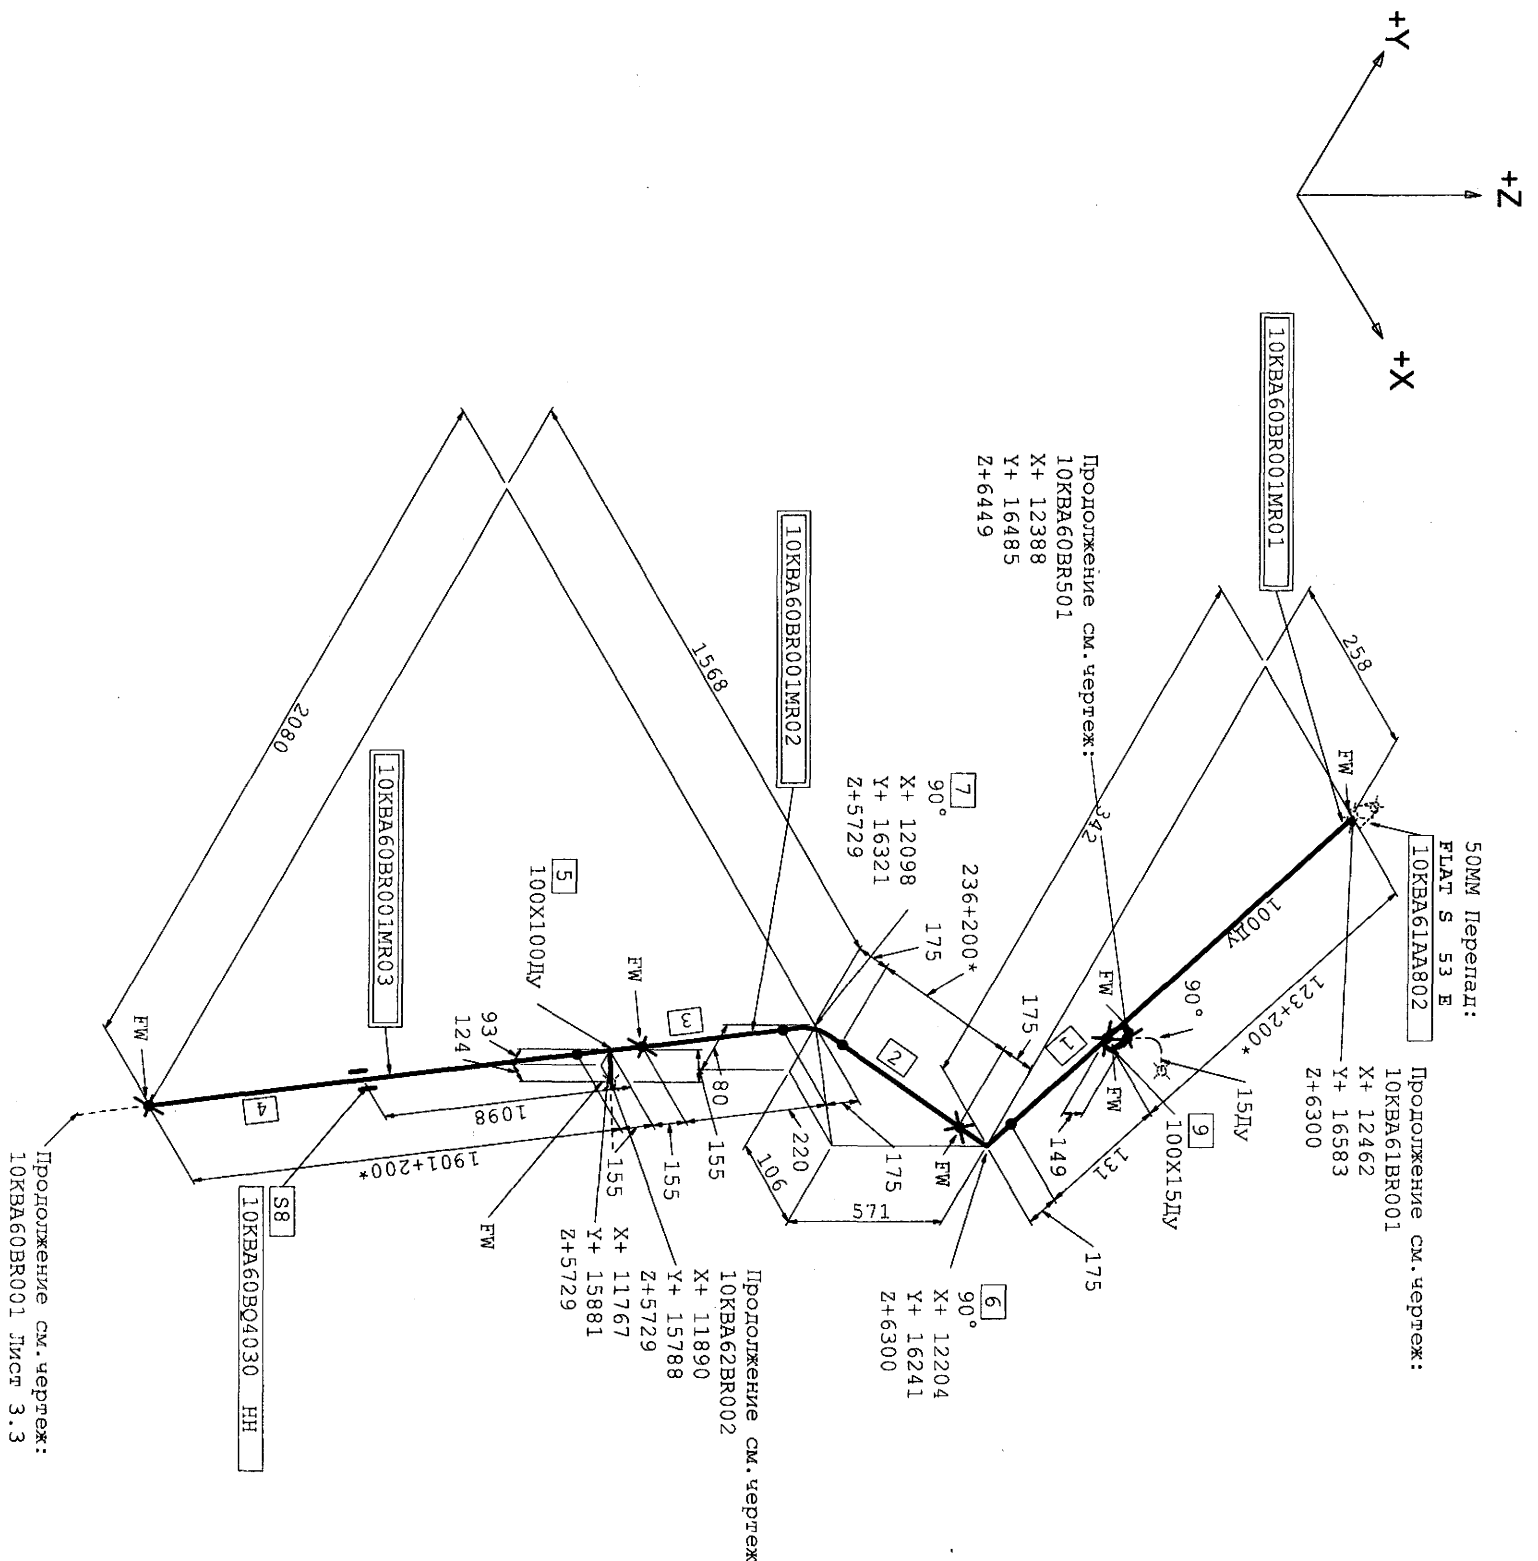 +Y
+Z
+X
10KBA60BR001MR01
258
FW
50MM Перепад:
FLAT S 53 E
10KBA61AA802
Продолжение см.чертеж:
10KBA61BR001
X+ 12462
Y+ 16583
Z+6300
Продолжение см.чертеж:
10KBA60BR501
X+ 12388
Y+ 16485
Z+6449
342
100Ду
123+200*
90°
15Ду
FW
FW
9
100X15Ду
149
131
175
1
10KBA60BR001MR02
1568
2080
7
90°
X+ 12098
Y+ 16321
Z+5729
236+200*
175
175
2
FW
6
90°
X+ 12204
Y+ 16241
Z+6300
571
106
175
220
80
155
155
155
3
FW
5
100X100Ду
93
124
FW
Продолжение см.чертеж
10KBA62BR002
X+ 11890
Y+ 15788
Z+5729
X+ 11767
Y+ 15881
Z+5729
10KBA60BR001MR03
1098
1901+200*
4
FW
S8
10KBA60BQ4030 HH
Продолжение см.чертеж:
10KBA60BR001 Лист 3.3